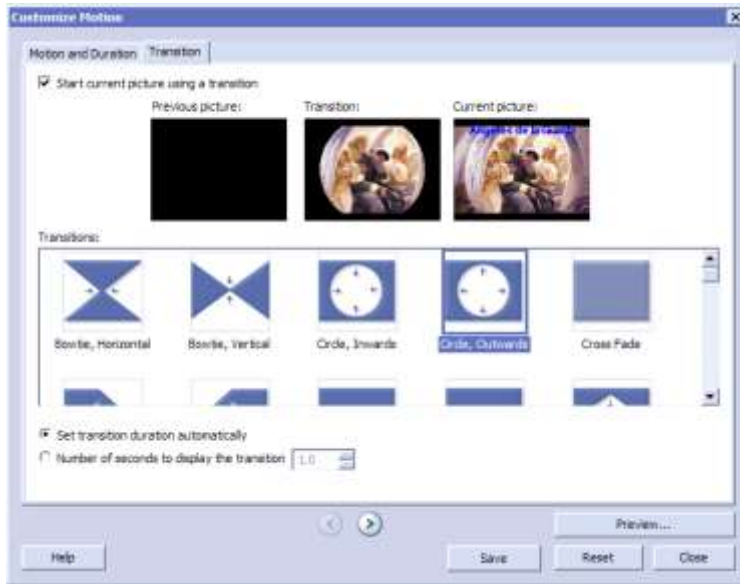 Customize Motion
Motion and Duration Transition
Start current picture using a transition
Previous picture: Transition: Current picture:
Angeles de
Transitions:
Bowtie, Horizontal Bowtie, Vertical Circle, Inwards Circle, Outwards Cross Fade
Set transition duration automatically
Number of seconds to display the transition 1.0
Preview...
Help Save Reset Close